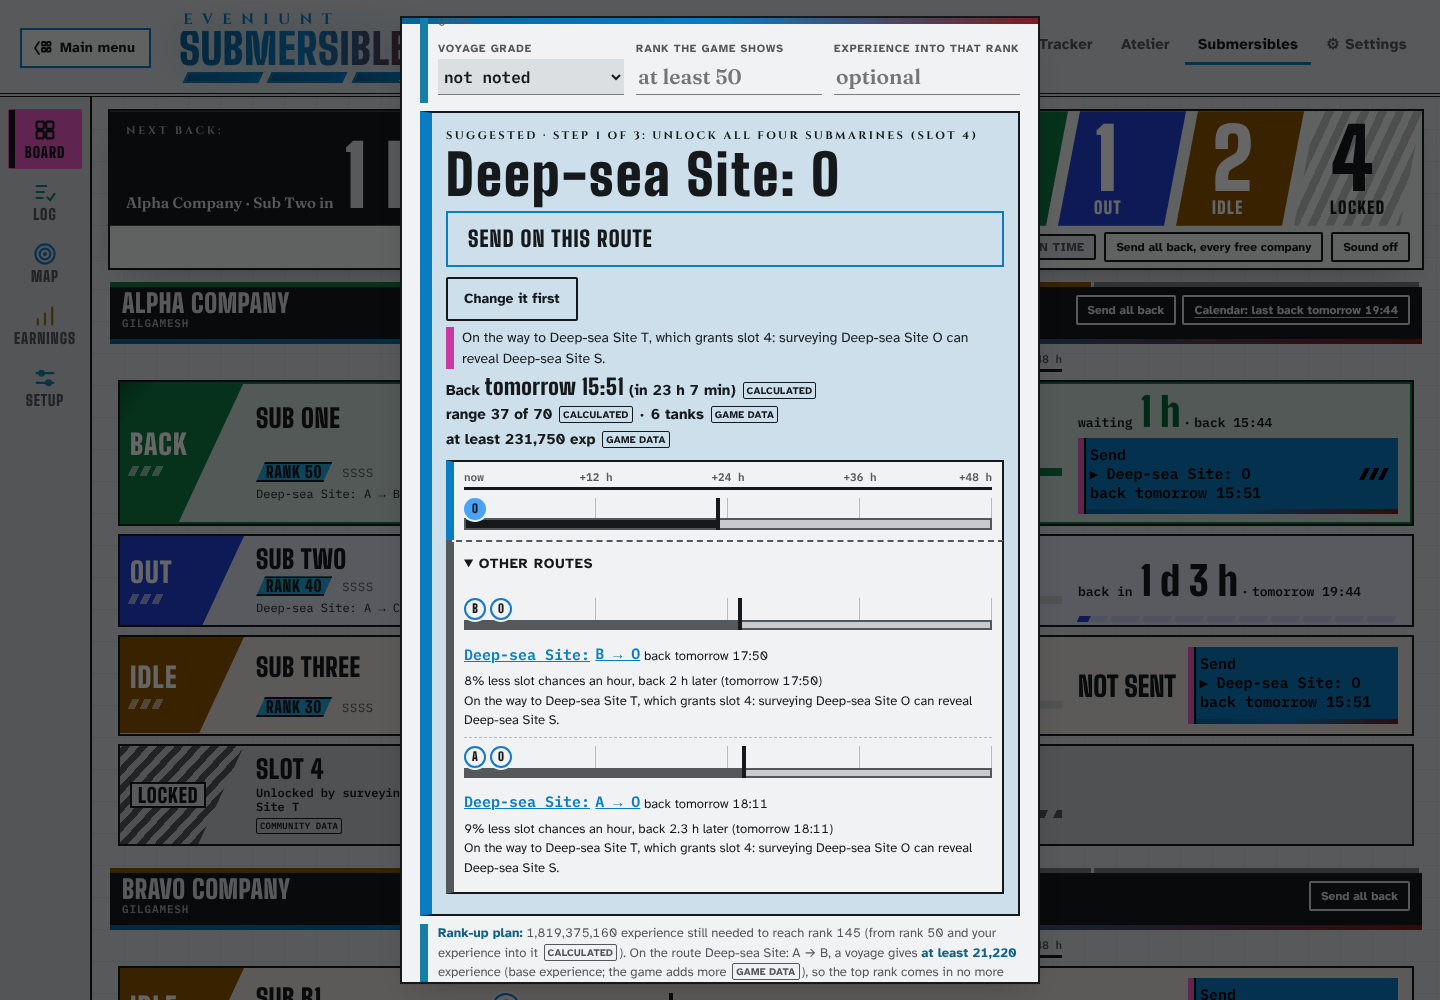 EVENIUNT
Main menu
SUBMERSIBLE
Tracker
Atelier
Submersibles
Settings
BOARD
LOG
MAP
EARNINGS
SETUP
NEXT BACK:
Alpha Company · Sub Two in
1
1
OUT
2
IDLE
4
LOCKED
N TIME
Send all back, every free company
Sound off
ALPHA COMPANY
GILGAMESH
Send all back
Calendar: last back tomorrow 19:44
48 h
BACK
SUB ONE
RANK 50
SSSS
Deep-sea Site: A → B
waiting 1 h · back 15:44
Send
▶ Deep-sea Site: O
back tomorrow 15:51
OUT
SUB TWO
RANK 40
SSSS
Deep-sea Site: A → C
back in 1 d 3 h · tomorrow 19:44
IDLE
SUB THREE
RANK 30
SSSS
NOT SENT
Send
▶ Deep-sea Site: O
back tomorrow 15:51
LOCKED
SLOT 4
Unlocked by surveyin
Site T
COMMUNITY DATA
BRAVO COMPANY
GILGAMESH
Send all back
48 h
IDLE
SUB B1
Send
VOYAGE GRADE
not noted
RANK THE GAME SHOWS
at least 50
EXPERIENCE INTO THAT RANK
optional
SUGGESTED · STEP 1 OF 3: UNLOCK ALL FOUR SUBMARINES (SLOT 4)
Deep-sea Site: O
SEND ON THIS ROUTE
Change it first
On the way to Deep-sea Site T, which grants slot 4: surveying Deep-sea Site O can
reveal Deep-sea Site S.
Back tomorrow 15:51 (in 23 h 7 min) CALCULATED
range 37 of 70 CALCULATED · 6 tanks GAME DATA
at least 231,750 exp GAME DATA
now
+12 h
+24 h
+36 h
+48 h
O
▼ OTHER ROUTES
B O
Deep-sea Site: B → O back tomorrow 17:50
8% less slot chances an hour, back 2 h later (tomorrow 17:50)
On the way to Deep-sea Site T, which grants slot 4: surveying Deep-sea Site O can reveal
Deep-sea Site S.
A O
Deep-sea Site: A → O back tomorrow 18:11
9% less slot chances an hour, back 2.3 h later (tomorrow 18:11)
On the way to Deep-sea Site T, which grants slot 4: surveying Deep-sea Site O can reveal
Deep-sea Site S.
Rank-up plan: 1,819,375,160 experience still needed to reach rank 145 (from rank 50 and your
experience into it CALCULATED). On the route Deep-sea Site: A → B, a voyage gives at least 21,220
experience (base experience; the game adds more GAME DATA), so the top rank comes in no more